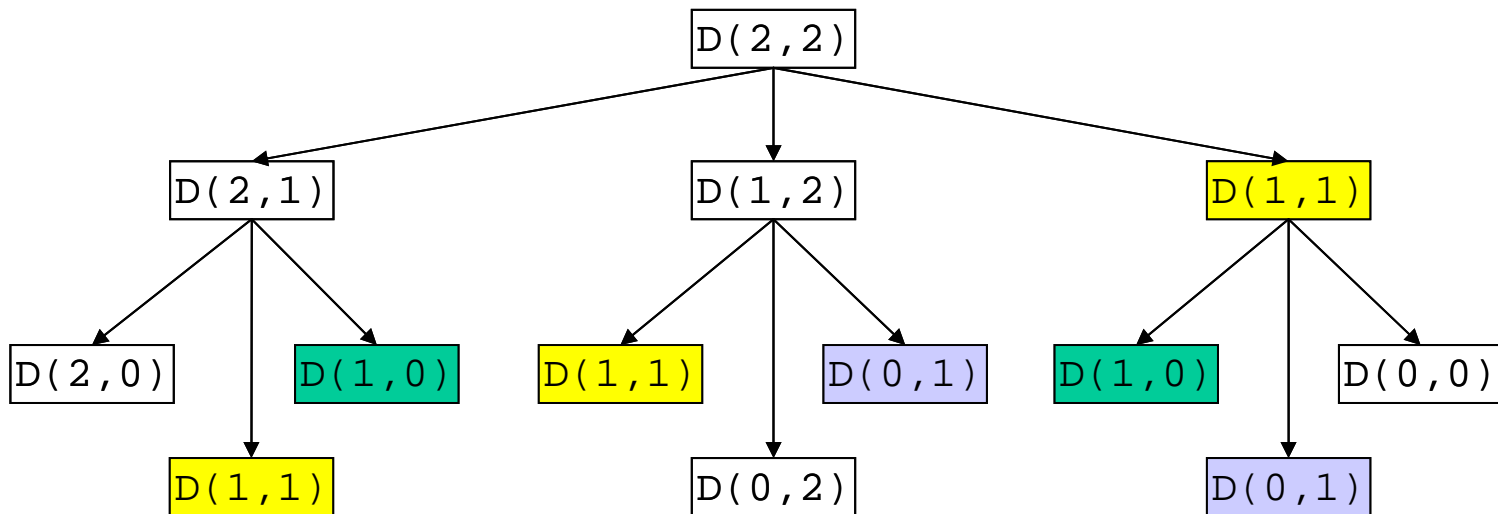 D(2,2)
D(2,1)
D(1,2)
D(1,1)
D(2,0)
D(1,0)
D(1,1)
D(0,1)
D(1,0)
D(0,0)
D(1,1)
D(0,2)
D(0,1)